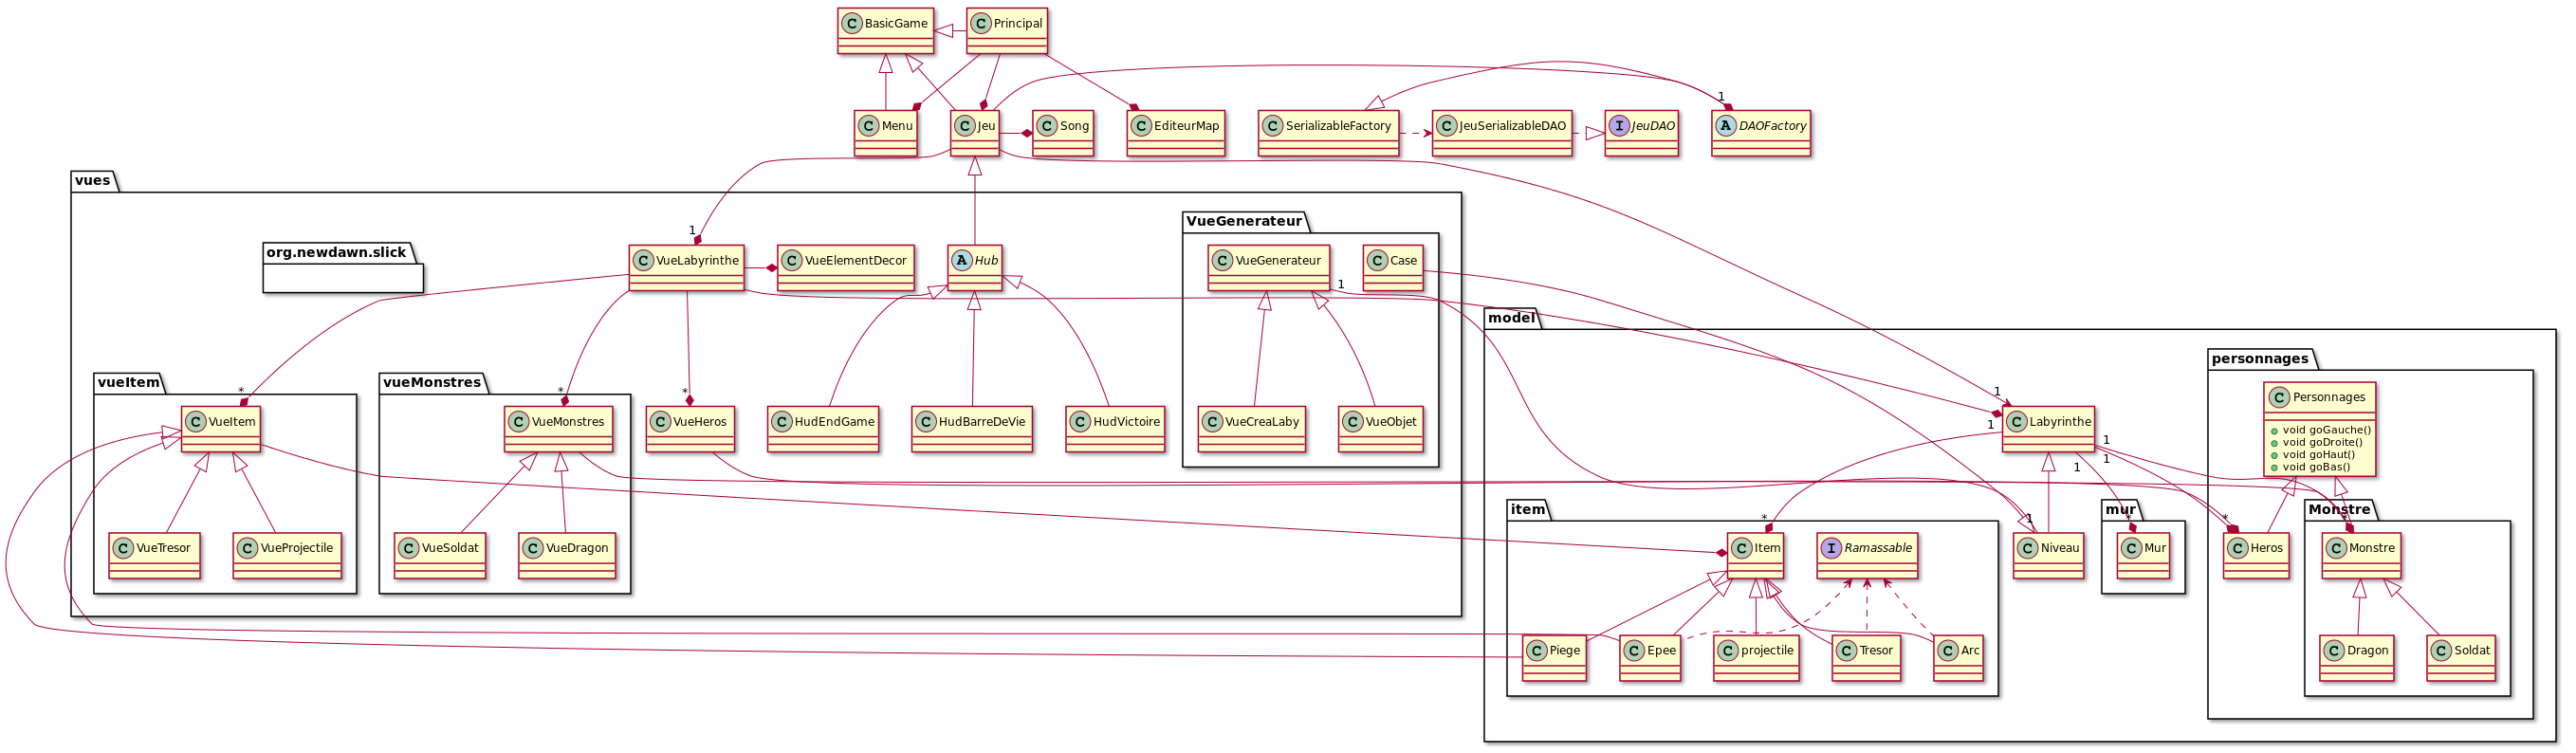 C BasicGame
C Principal
C Menu
C Jeu
C Song
C EditeurMap
C SerializableFactory
C JeuSerializableDAO
I JeuDAO
1
A DAOFactory
vues
org.newdawn.slick
1
C VueLabyrinthe
C VueElementDecor
A Hub
VueGenerateur
C VueGenerateur
1
C Case
vueItem
*
C VueItem
C VueTresor
C VueProjectile
vueMonstres
*
C VueMonstres
C VueSoldat
C VueDragon
*
C VueHeros
C HudEndGame
C HudBarreDeVie
C HudVictoire
C VueCreaLaby
C VueObjet
model
1
C Labyrinthe
1
1
1
1
personnages
C Personnages
void goGauche()
void goDroite()
void goHaut()
void goBas()
item
*
C Item
I Ramassable
C Piege
C Epee
C projectile
C Tresor
C Arc
1
C Niveau
mur
*
C Mur
*
C Heros
Monstre
*
C Monstre
C Dragon
C Soldat